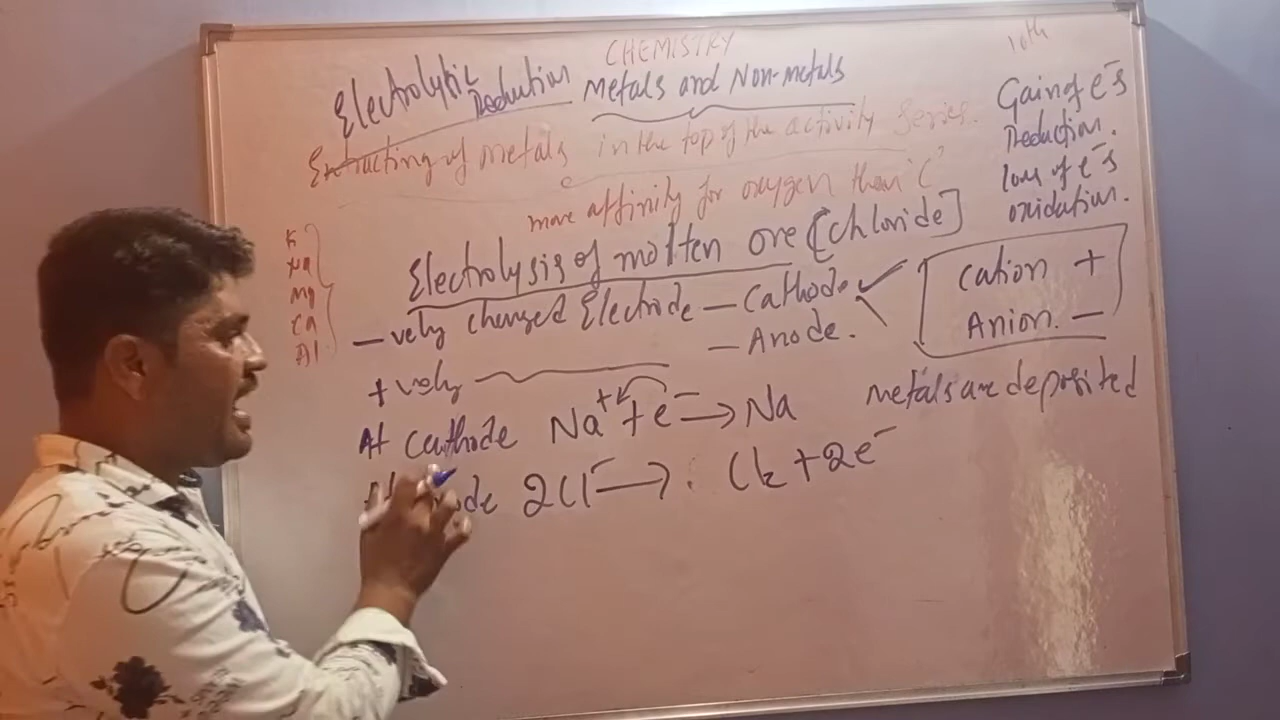 CHEMISTRY
10th
Electrolytic Reduction
Metals and Non-metals
Extracting of metals in the top of the activity series.
more affinity for oxygen than "C"
Gain of e⁻s
Reduction.
loss of e⁻s
oxidation.
K
Na
Mg
Ca
Al
Electrolysis of molten ore [Chloride]
– vely charged Electrode – Cathode ✓
– Anode.
+ vely
Cation +
Anion. –
At Cathode Na⁺ + e⁻ → Na
metals are deposited
2Cl⁻ → Cl₂ + 2e⁻